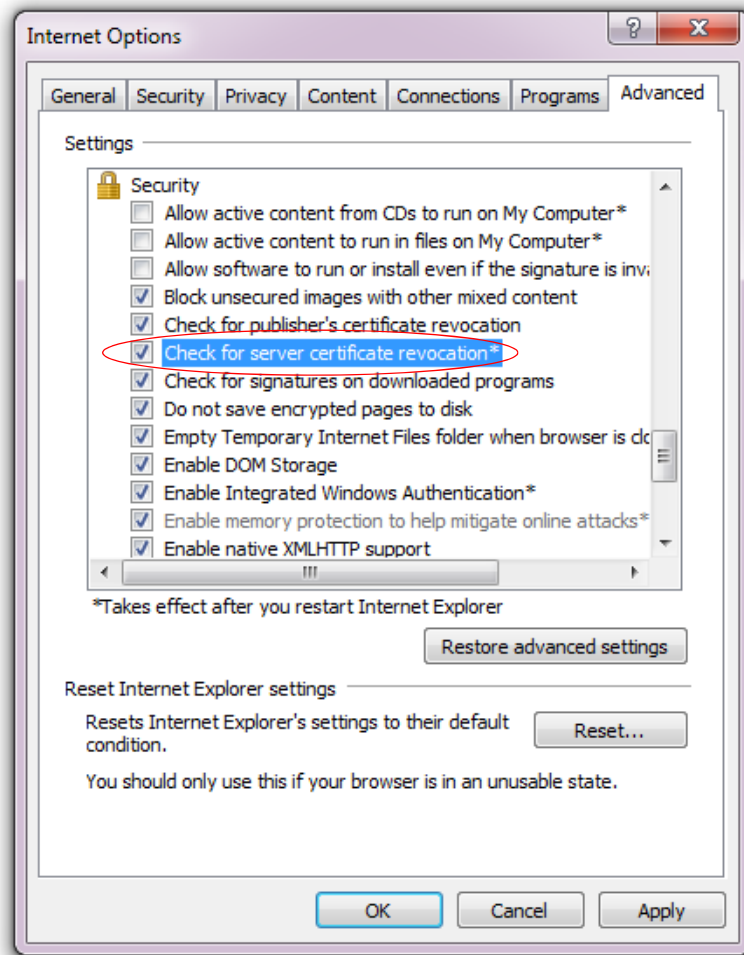 Internet Options
General Security Privacy Content Connections Programs Advanced
Settings
Security
Allow active content from CDs to run on My Computer*
Allow active content to run in files on My Computer*
Allow software to run or install even if the signature is
Block unsecured images with other mixed content
Check for publisher's certificate revocation
Check for server certificate revocation*
Check for signatures on downloaded programs
Do not save encrypted pages to disk
Empty Temporary Internet Files folder when browser is
Enable DOM Storage
Enable Integrated Windows Authentication*
Enable memory protection to help mitigate online attacks*
Enable native XMLHTTP support
*Takes effect after you restart Internet Explorer
Restore advanced settings
Reset Internet Explorer settings
Resets Internet Explorer's settings to their default
condition.
Reset...
You should only use this if your browser is in an unusable state.
OK Cancel Apply